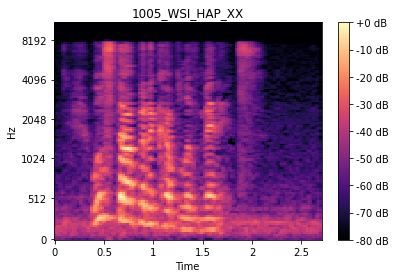 1005_WSI_HAP_XX
+0 dB
8192
-10 dB
4096
-20 dB
-30 dB
2048
Hz
-40 dB
1024
-50 dB
512
-60 dB
-70 dB
0
-80 dB
0 0.5 1 1.5 2 2.5
Time